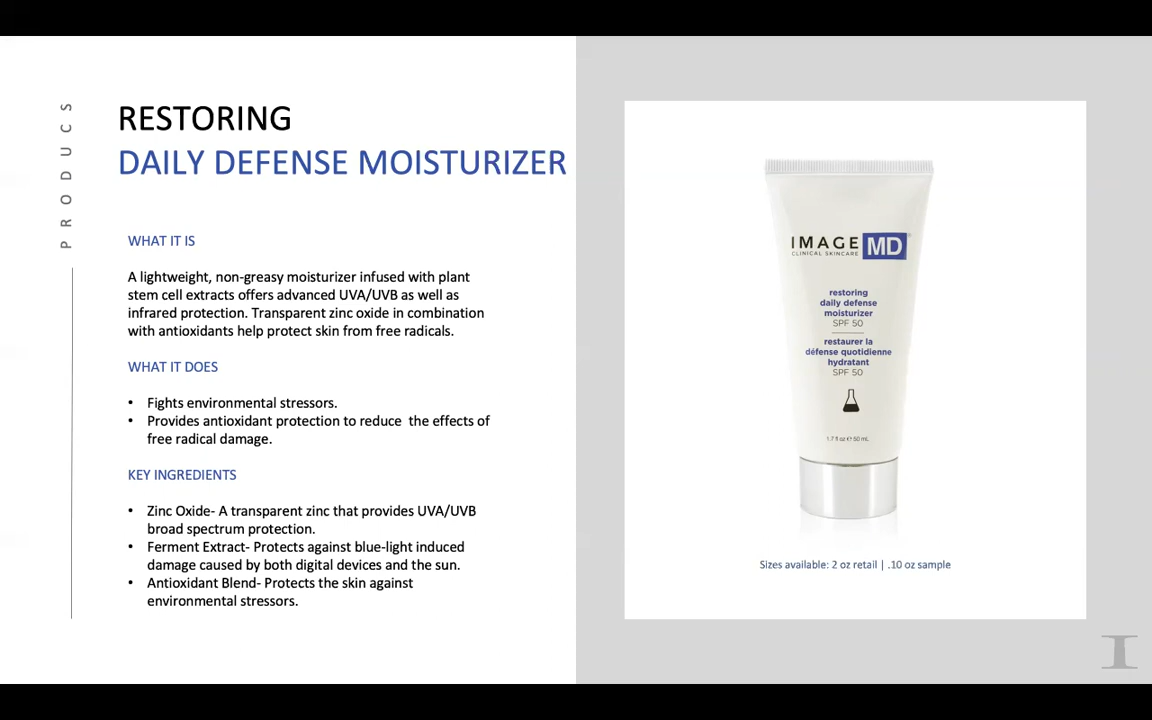 PRODUCS
RESTORING
DAILY DEFENSE MOISTURIZER
WHAT IT IS
A lightweight, non-greasy moisturizer infused with plant
stem cell extracts offers advanced UVA/UVB as well as
infrared protection. Transparent zinc oxide in combination
with antioxidants help protect skin from free radicals.
WHAT IT DOES
• Fights environmental stressors.
• Provides antioxidant protection to reduce  the effects of
free radical damage.
KEY INGREDIENTS
• Zinc Oxide- A transparent zinc that provides UVA/UVB
broad spectrum protection.
• Ferment Extract- Protects against blue-light induced
damage caused by both digital devices and the sun.
• Antioxidant Blend- Protects the skin against
environmental stressors.
IMAGE MD
CLINICAL SKINCARE
restoring
daily defense
moisturizer
SPF 50
restaurer la
défense quotidienne
hydratant
SPF 50
1.7 fl oz ℮ 50 mL
Sizes available: 2 oz retail | .10 oz sample
I